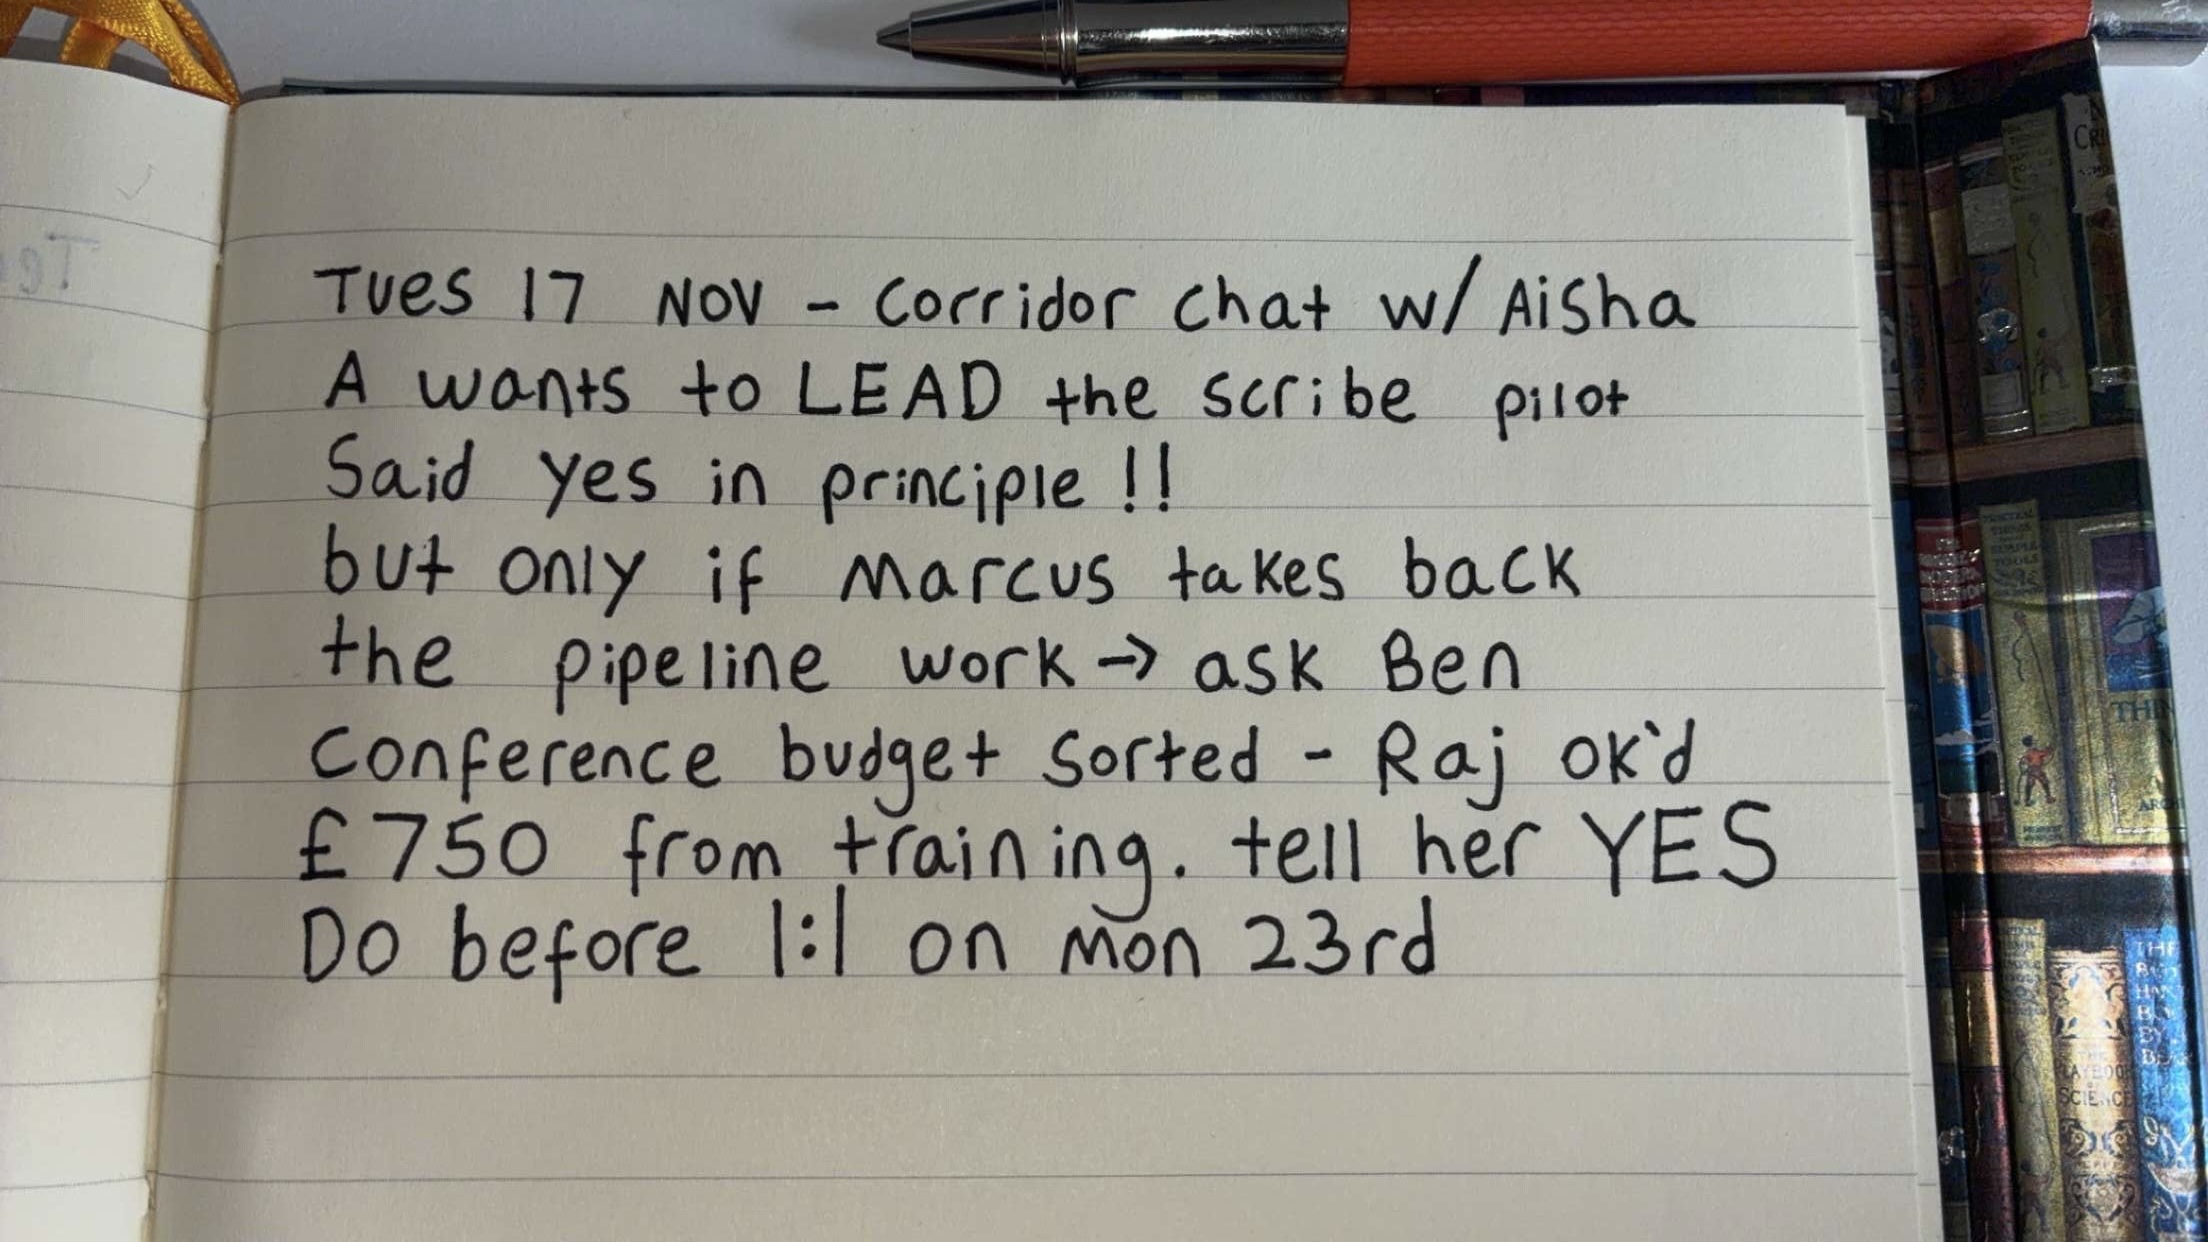 Tues 17 Nov - Corridor chat w/ Aisha
A wants to LEAD the scribe pilot
Said yes in principle !!
but only if Marcus takes back
the pipeline work → ask Ben
Conference budget sorted - Raj ok'd
£750 from training. tell her YES
Do before 1:1 on Mon 23rd